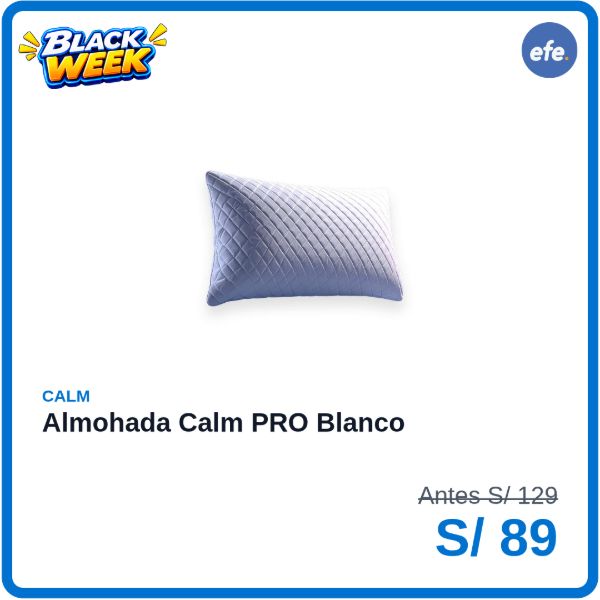 BLACK
WEEK
efe.
CALM
Almohada Calm PRO Blanco
Antes S/ 129
S/ 89